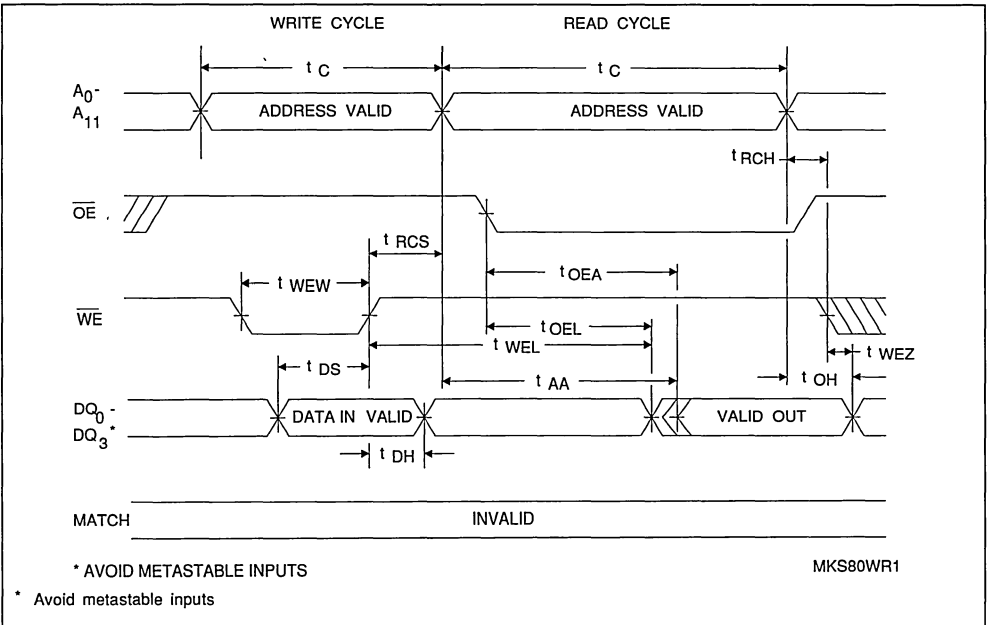 WRITE CYCLE READ CYCLE
t C t C
A0-
A11
ADDRESS VALID ADDRESS VALID
t RCH
OE
t RCS
t WEW t OEA
WE
t OEL
t WEL t WEZ
t DS t AA t OH
DQ0 -
DQ3 *
DATA IN VALID VALID OUT
t DH
MATCH INVALID
* AVOID METASTABLE INPUTS MKS80WR1
* Avoid metastable inputs